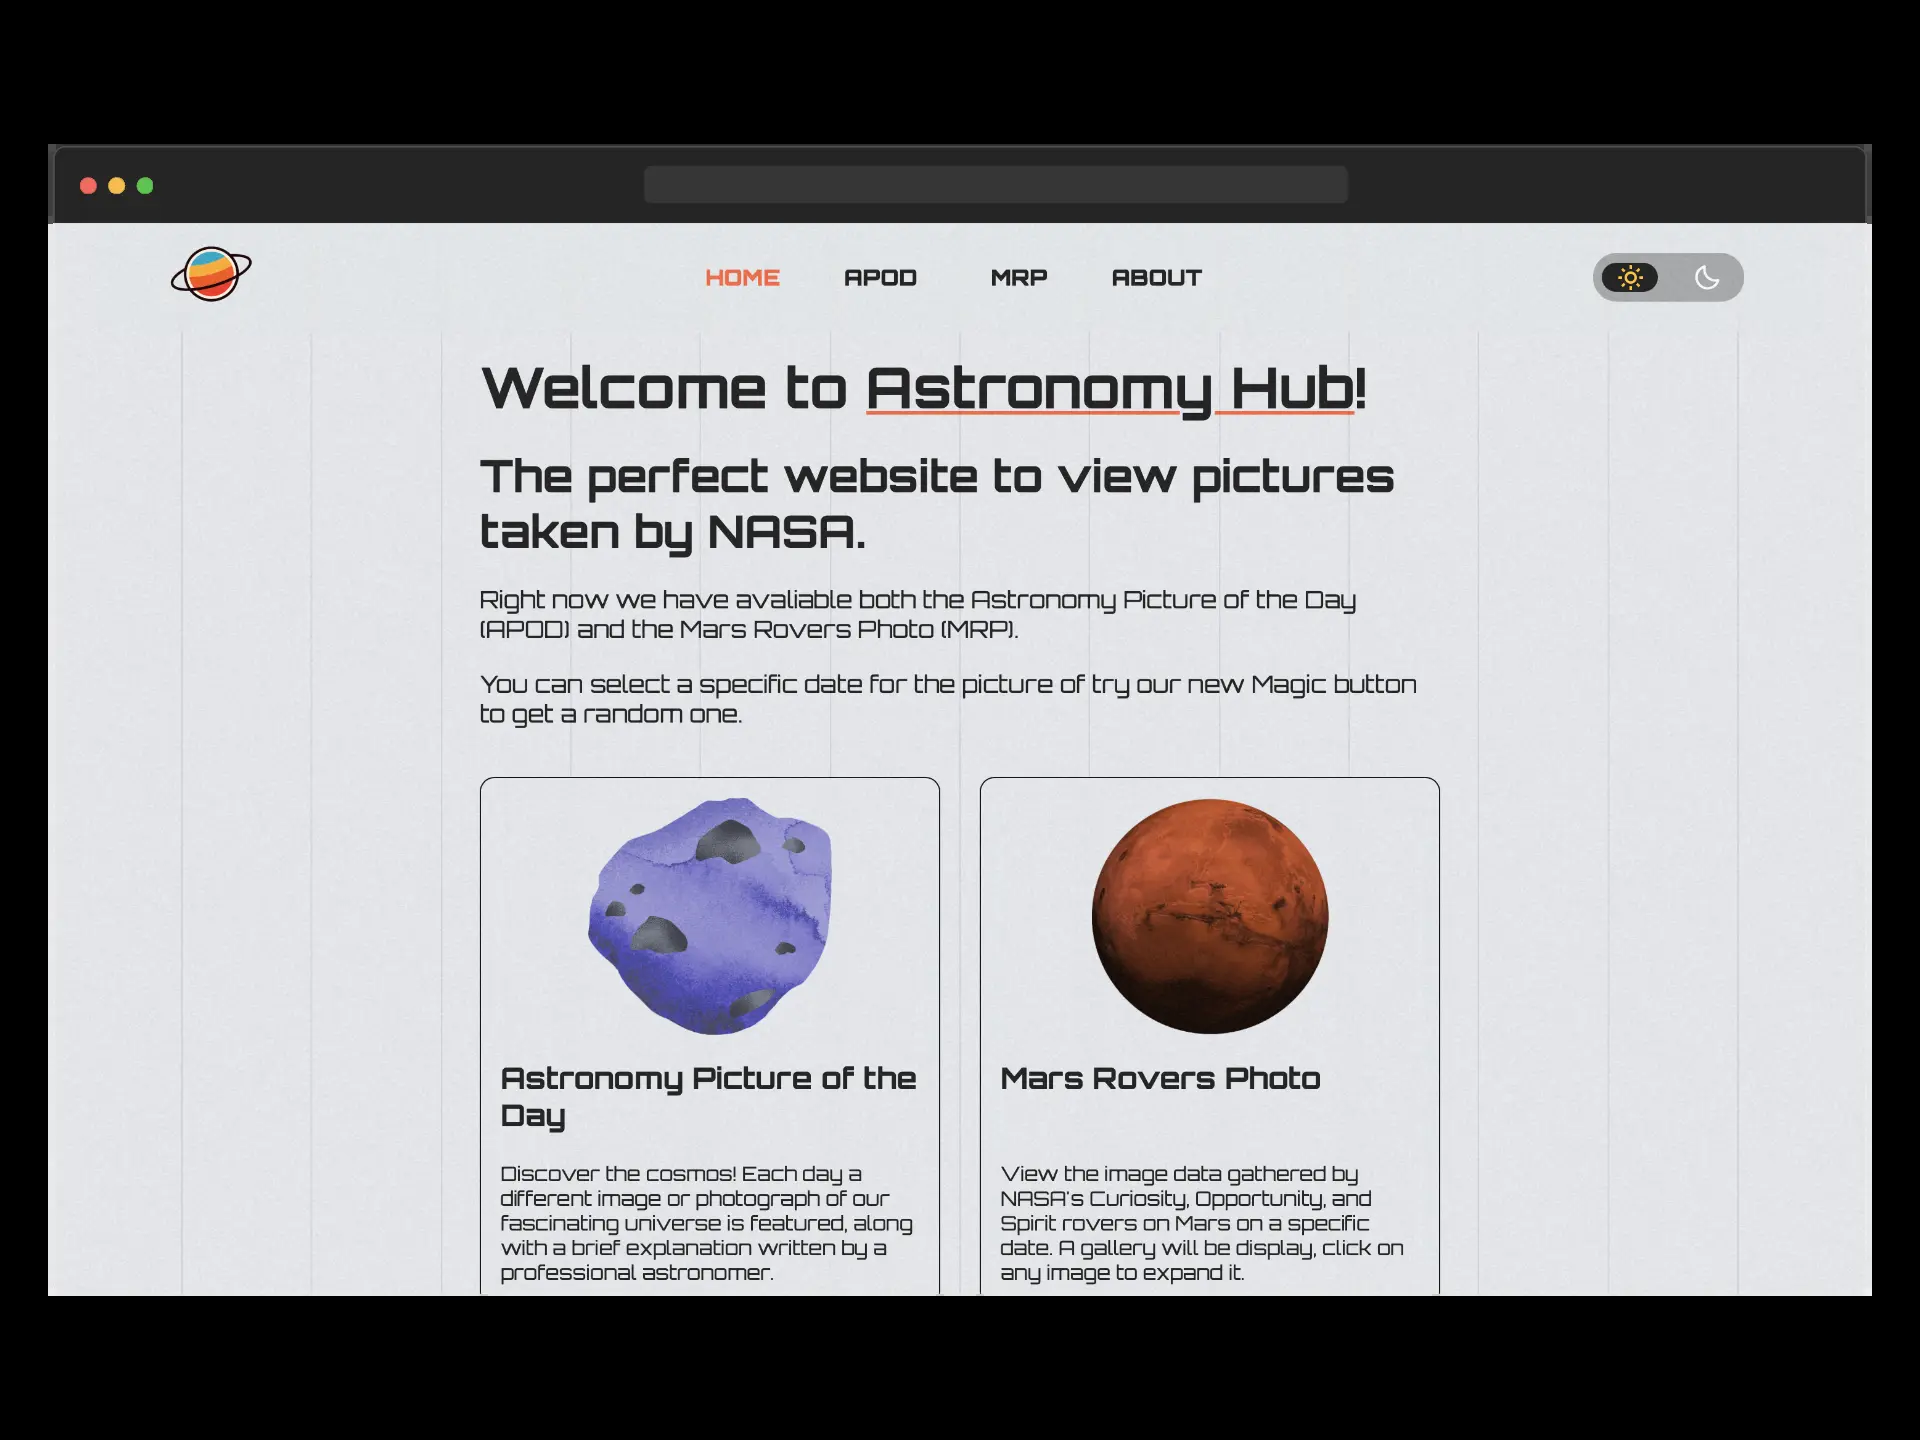 HOME APOD MRP ABOUT
Welcome to Astronomy Hub!
The perfect website to view pictures
taken by NASA.
Right now we have avaliable both the Astronomy Picture of the Day
(APOD) and the Mars Rovers Photo (MRP).
You can select a specific date for the picture of try our new Magic button
to get a random one.
Astronomy Picture of the
Day
Discover the cosmos! Each day a
different image or photograph of our
fascinating universe is featured, along
with a brief explanation written by a
professional astronomer.
Mars Rovers Photo
View the image data gathered by
NASA's Curiosity, Opportunity, and
Spirit rovers on Mars on a specific
date. A gallery will be display, click on
any image to expand it.